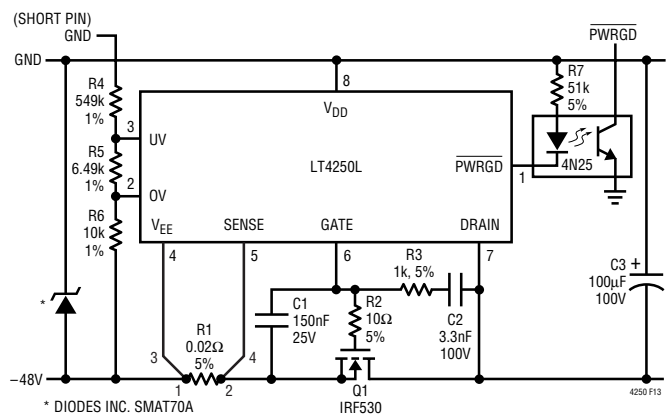 (SHORT PIN)
GND
GND
PWRGD
R4
549k
1%
R5
6.49k
1%
R6
10k
1%
3
UV
2
OV
8
VDD
LT4250L
PWRGD
1
R7
51k
5%
4N25
VEE
SENSE
GATE
DRAIN
4
5
6
7
R3
1k, 5%
C1
150nF
25V
R2
10Ω
5%
C2
3.3nF
100V
C3
100µF
100V
+
*
R1
0.02Ω
5%
3
4
1
2
–48V
Q1
IRF530
* DIODES INC. SMAT70A
4250 F13